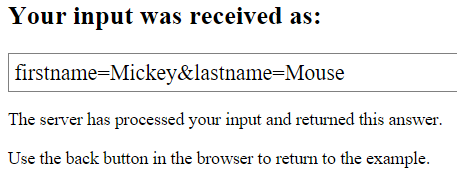 Your input was received as:
firstname=Mickey&lastname=Mouse
The server has processed your input and returned this answer.
Use the back button in the browser to return to the example.